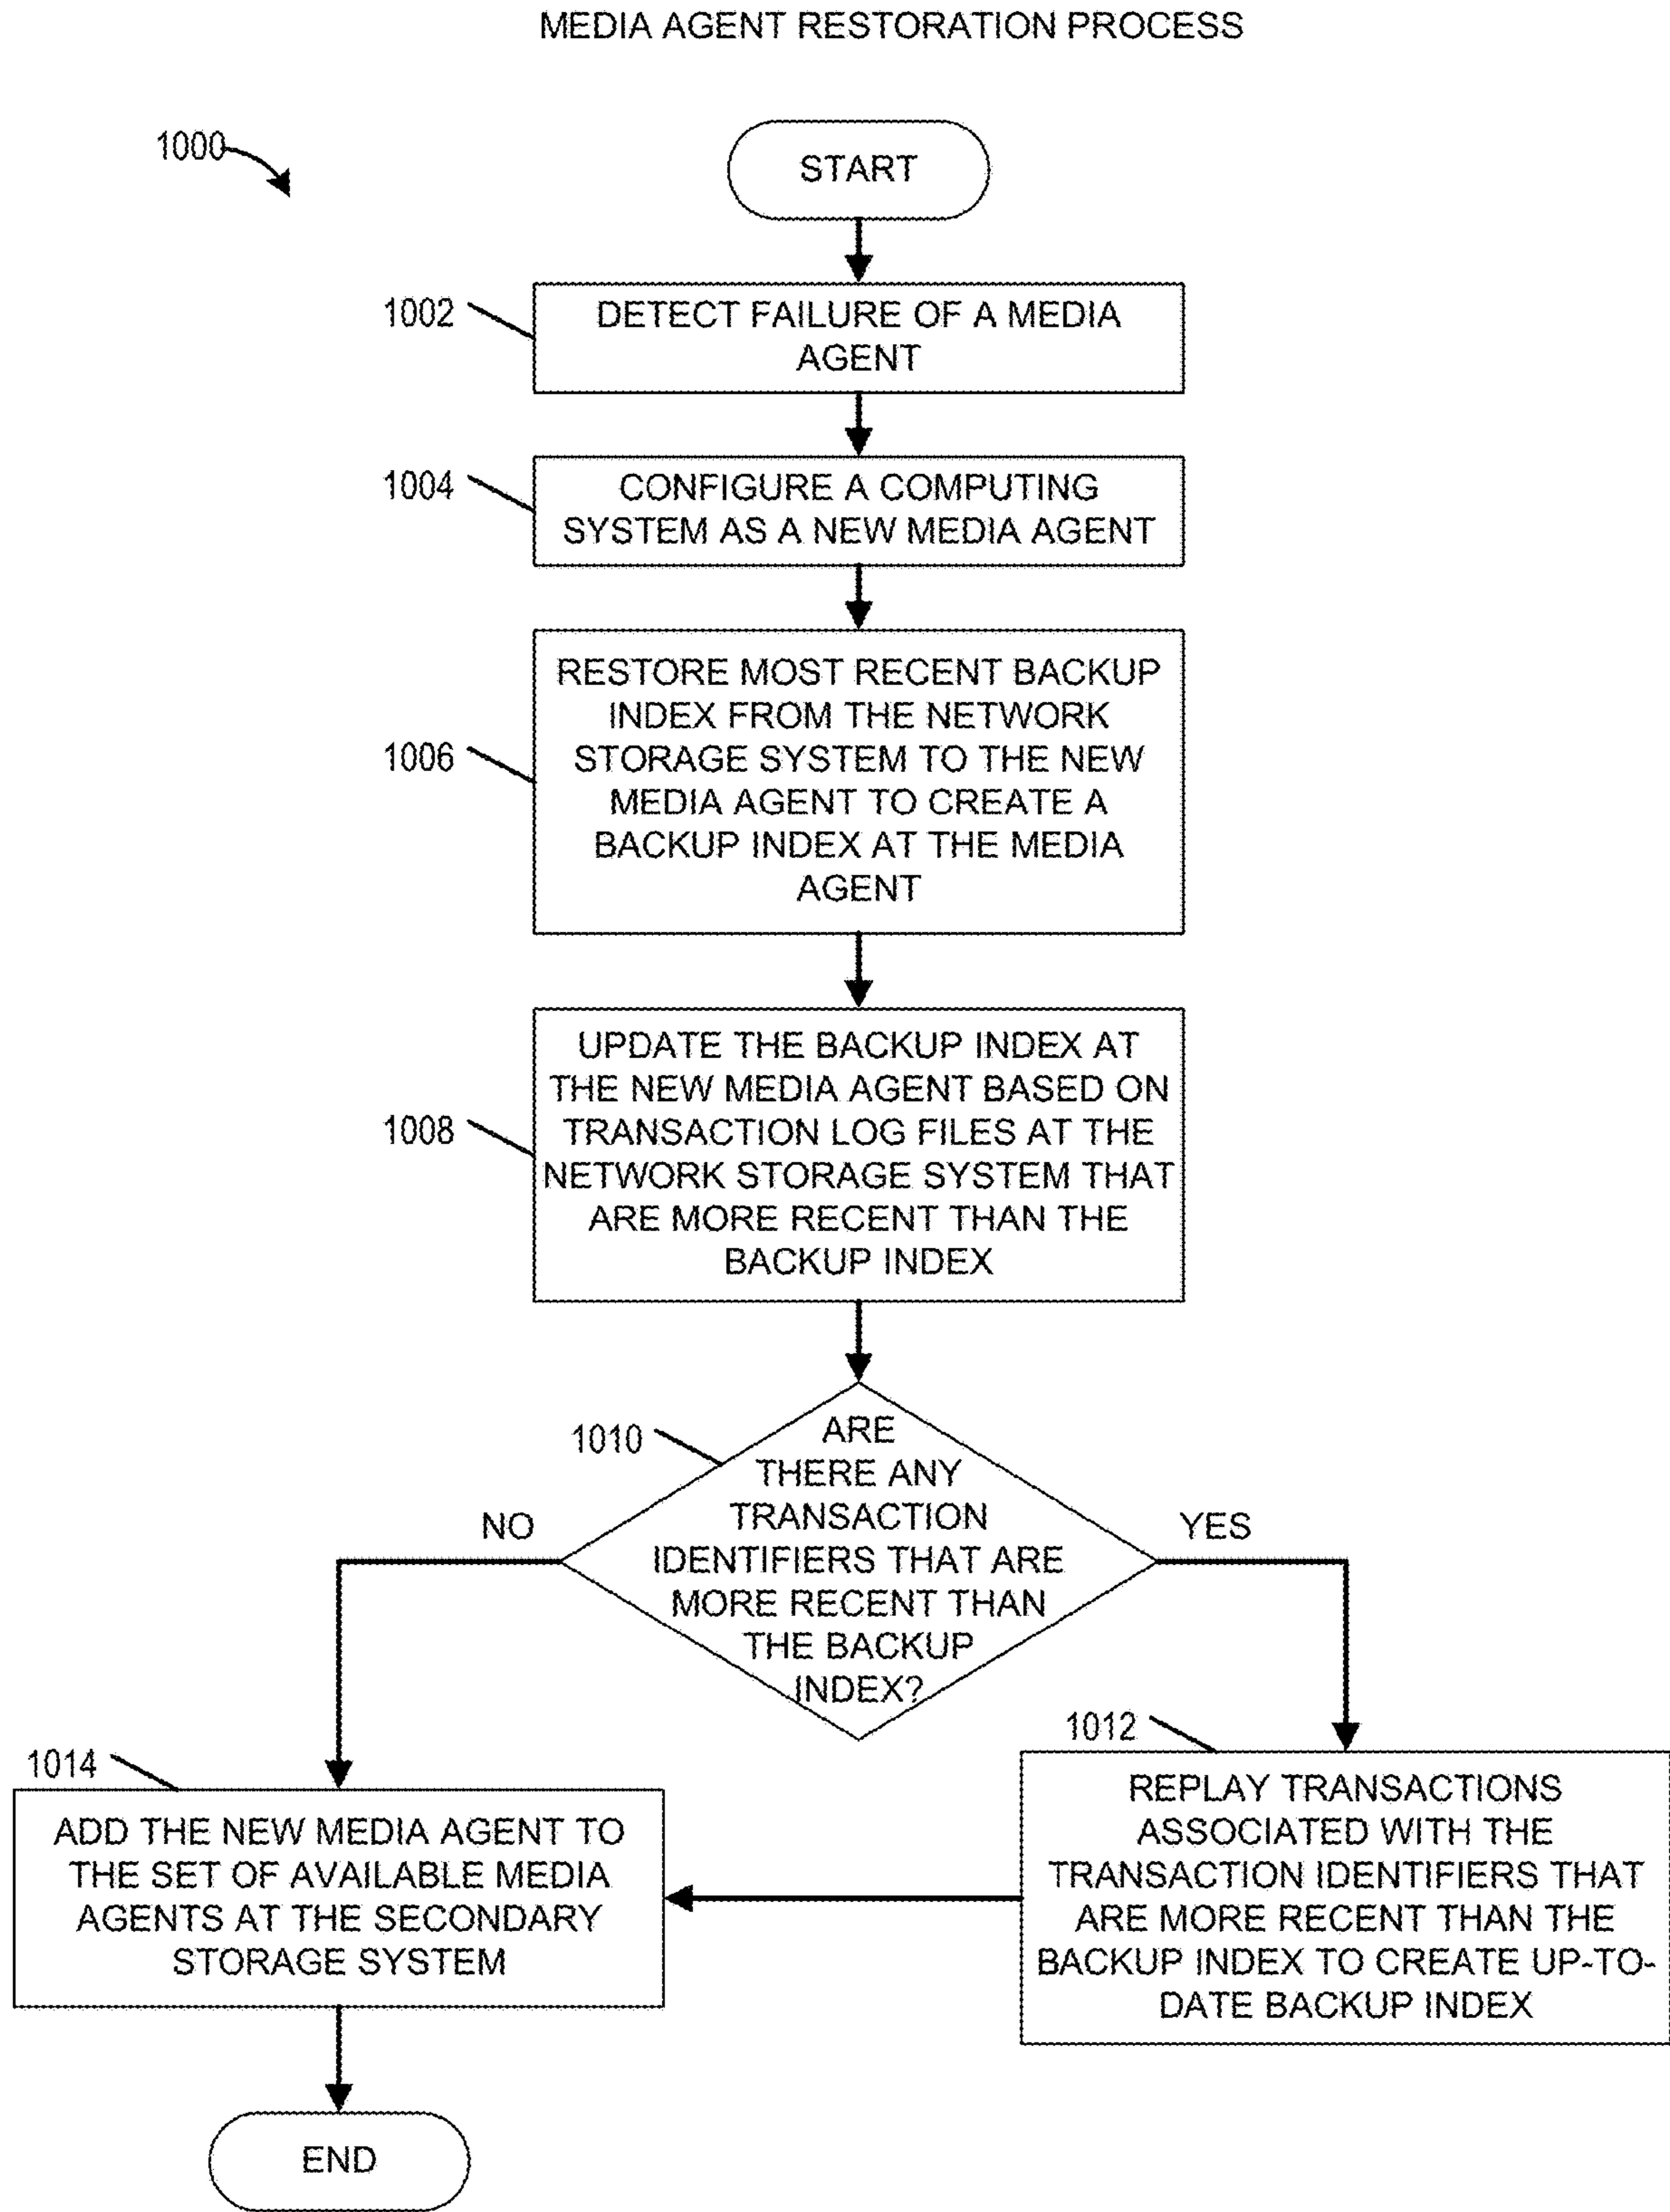 MEDIA AGENT RESTORATION PROCESS
1000
START
1002
DETECT FAILURE OF A MEDIA
AGENT
1004
CONFIGURE A COMPUTING
SYSTEM AS A NEW MEDIA AGENT
1006
RESTORE MOST RECENT BACKUP
INDEX FROM THE NETWORK
STORAGE SYSTEM TO THE NEW
MEDIA AGENT TO CREATE A
BACKUP INDEX AT THE MEDIA
AGENT
1008
UPDATE THE BACKUP INDEX AT
THE NEW MEDIA AGENT BASED ON
TRANSACTION LOG FILES AT THE
NETWORK STORAGE SYSTEM THAT
ARE MORE RECENT THAN THE
BACKUP INDEX
1010
ARE
THERE ANY
TRANSACTION
IDENTIFIERS THAT ARE
MORE RECENT THAN
THE BACKUP
INDEX?
NO
YES
1012
REPLAY TRANSACTIONS
ASSOCIATED WITH THE
TRANSACTION IDENTIFIERS THAT
ARE MORE RECENT THAN THE
BACKUP INDEX TO CREATE UP-TO-
DATE BACKUP INDEX
1014
ADD THE NEW MEDIA AGENT TO
THE SET OF AVAILABLE MEDIA
AGENTS AT THE SECONDARY
STORAGE SYSTEM
END